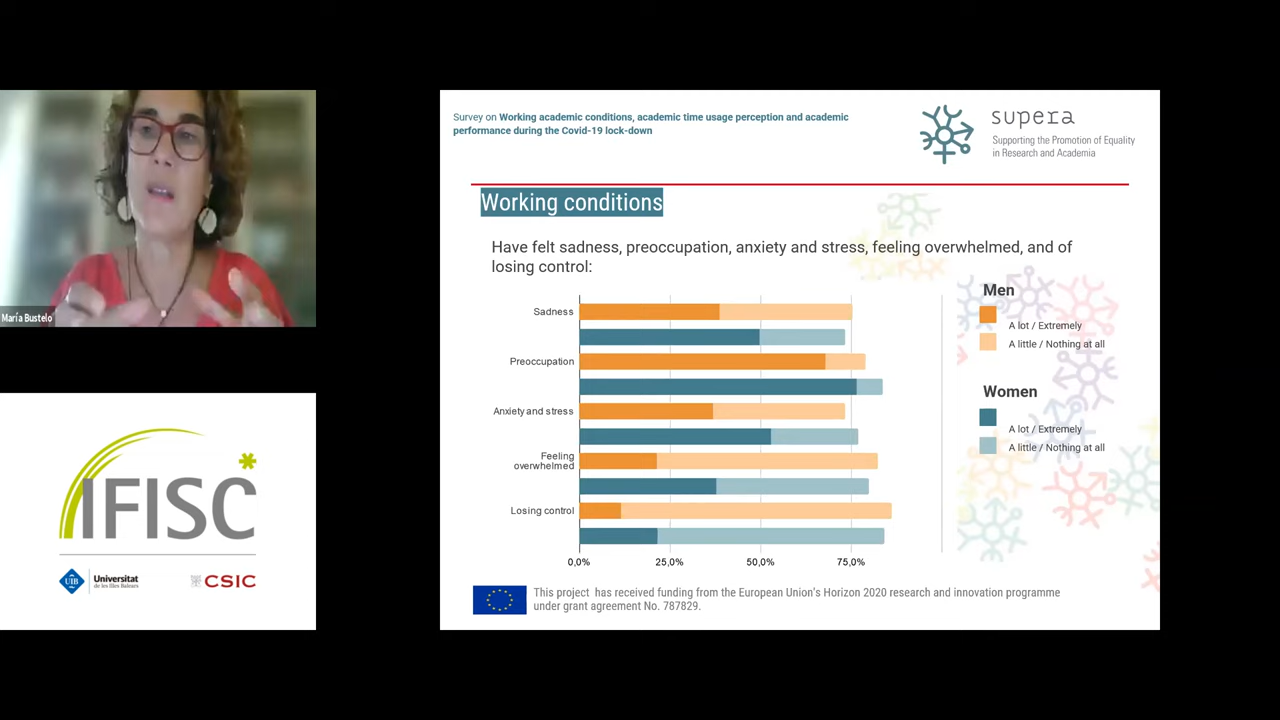 María Bustelo
IFISC
UIB
Universitat
de les Illes Balears
CSIC
Survey on Working academic conditions, academic time usage perception and academic
performance during the Covid-19 lock-down
supera
Supporting the Promotion of Equality
in Research and Academia
Working conditions
Have felt sadness, preoccupation, anxiety and stress, feeling overwhelmed, and of
losing control:
Sadness
Preoccupation
Anxiety and stress
Feeling
overwhelmed
Losing control
0,0%
25,0%
50,0%
75,0%
Men
A lot / Extremely
A little / Nothing at all
Women
A lot / Extremely
A little / Nothing at all
This project has received funding from the European Union's Horizon 2020 research and innovation programme
under grant agreement No. 787829.